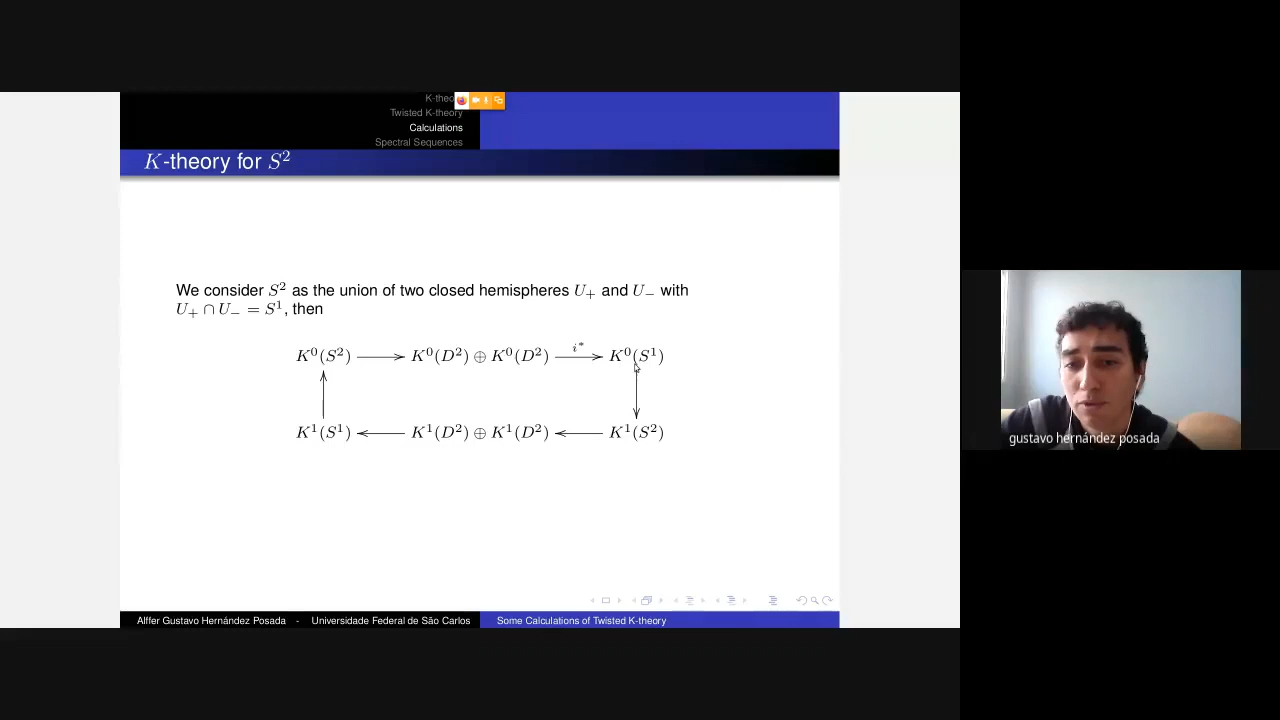 K-theo
Twisted K-theory
Calculations
Spectral Sequences
K-theory for S²
We consider S² as the union of two closed hemispheres U₊ and U₋ with
U₊ ∩ U₋ = S¹, then
K⁰(S²) → K⁰(D²) ⊕ K⁰(D²) i* → K⁰(S¹)
K¹(S¹) ← K¹(D²) ⊕ K¹(D²) ← K¹(S²)
gustavo hernández posada
Alffer Gustavo Hernández Posada - Universidade Federal de São Carlos Some Calculations of Twisted K-theory